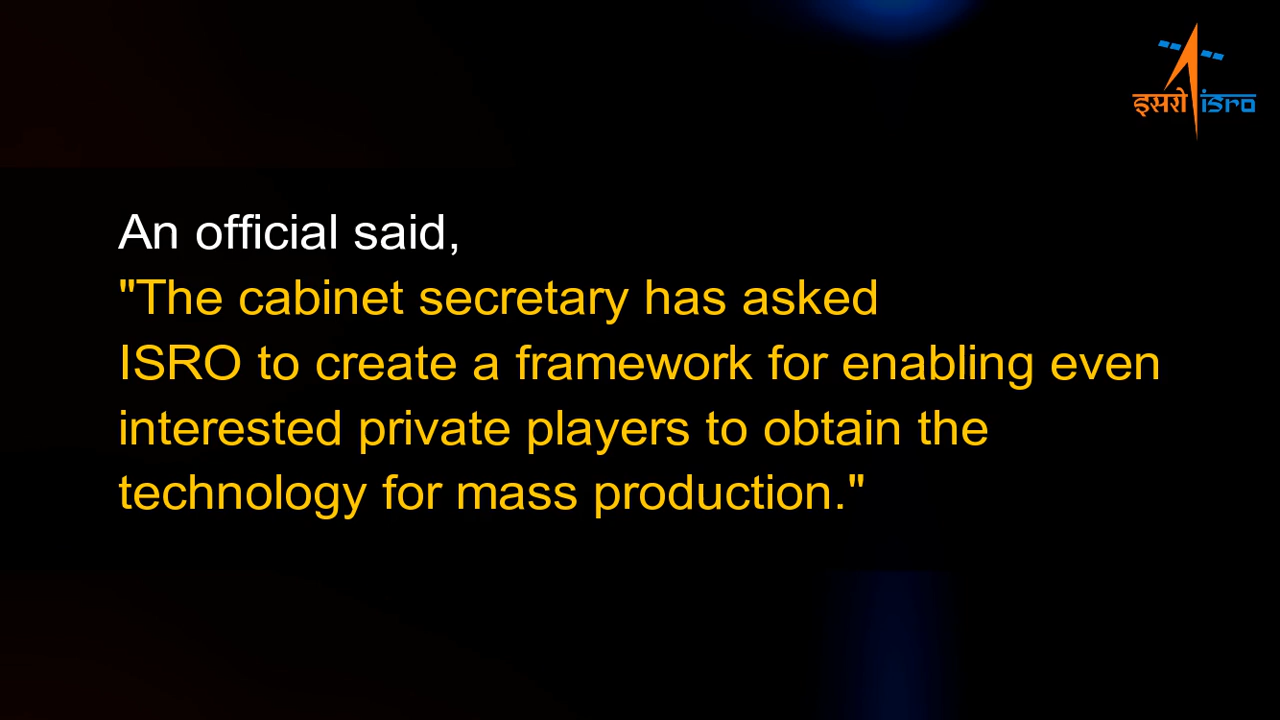 इसरो isro
An official said,
"The cabinet secretary has asked
ISRO to create a framework for enabling even
interested private players to obtain the
technology for mass production."